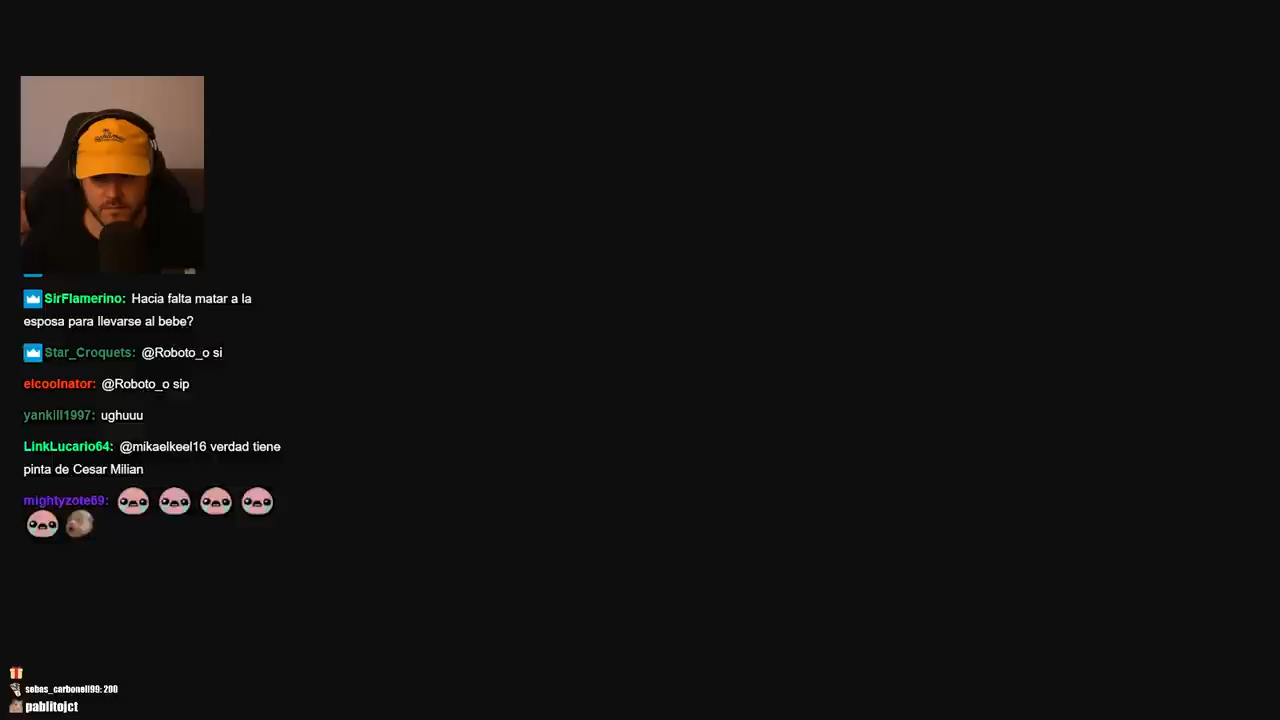 SirFlamerino: Hacia falta matar a la
esposa para llevarse al bebe?
Star_Croquets: @Roboto_o si
elcoolnator: @Roboto_o sip
yankill1997: ughuuu
LinkLucario64: @mikaelkeel16 verdad tiene
pinta de Cesar Milian
mightyzote69:
sebas_carbonell99: 200
pablitojct